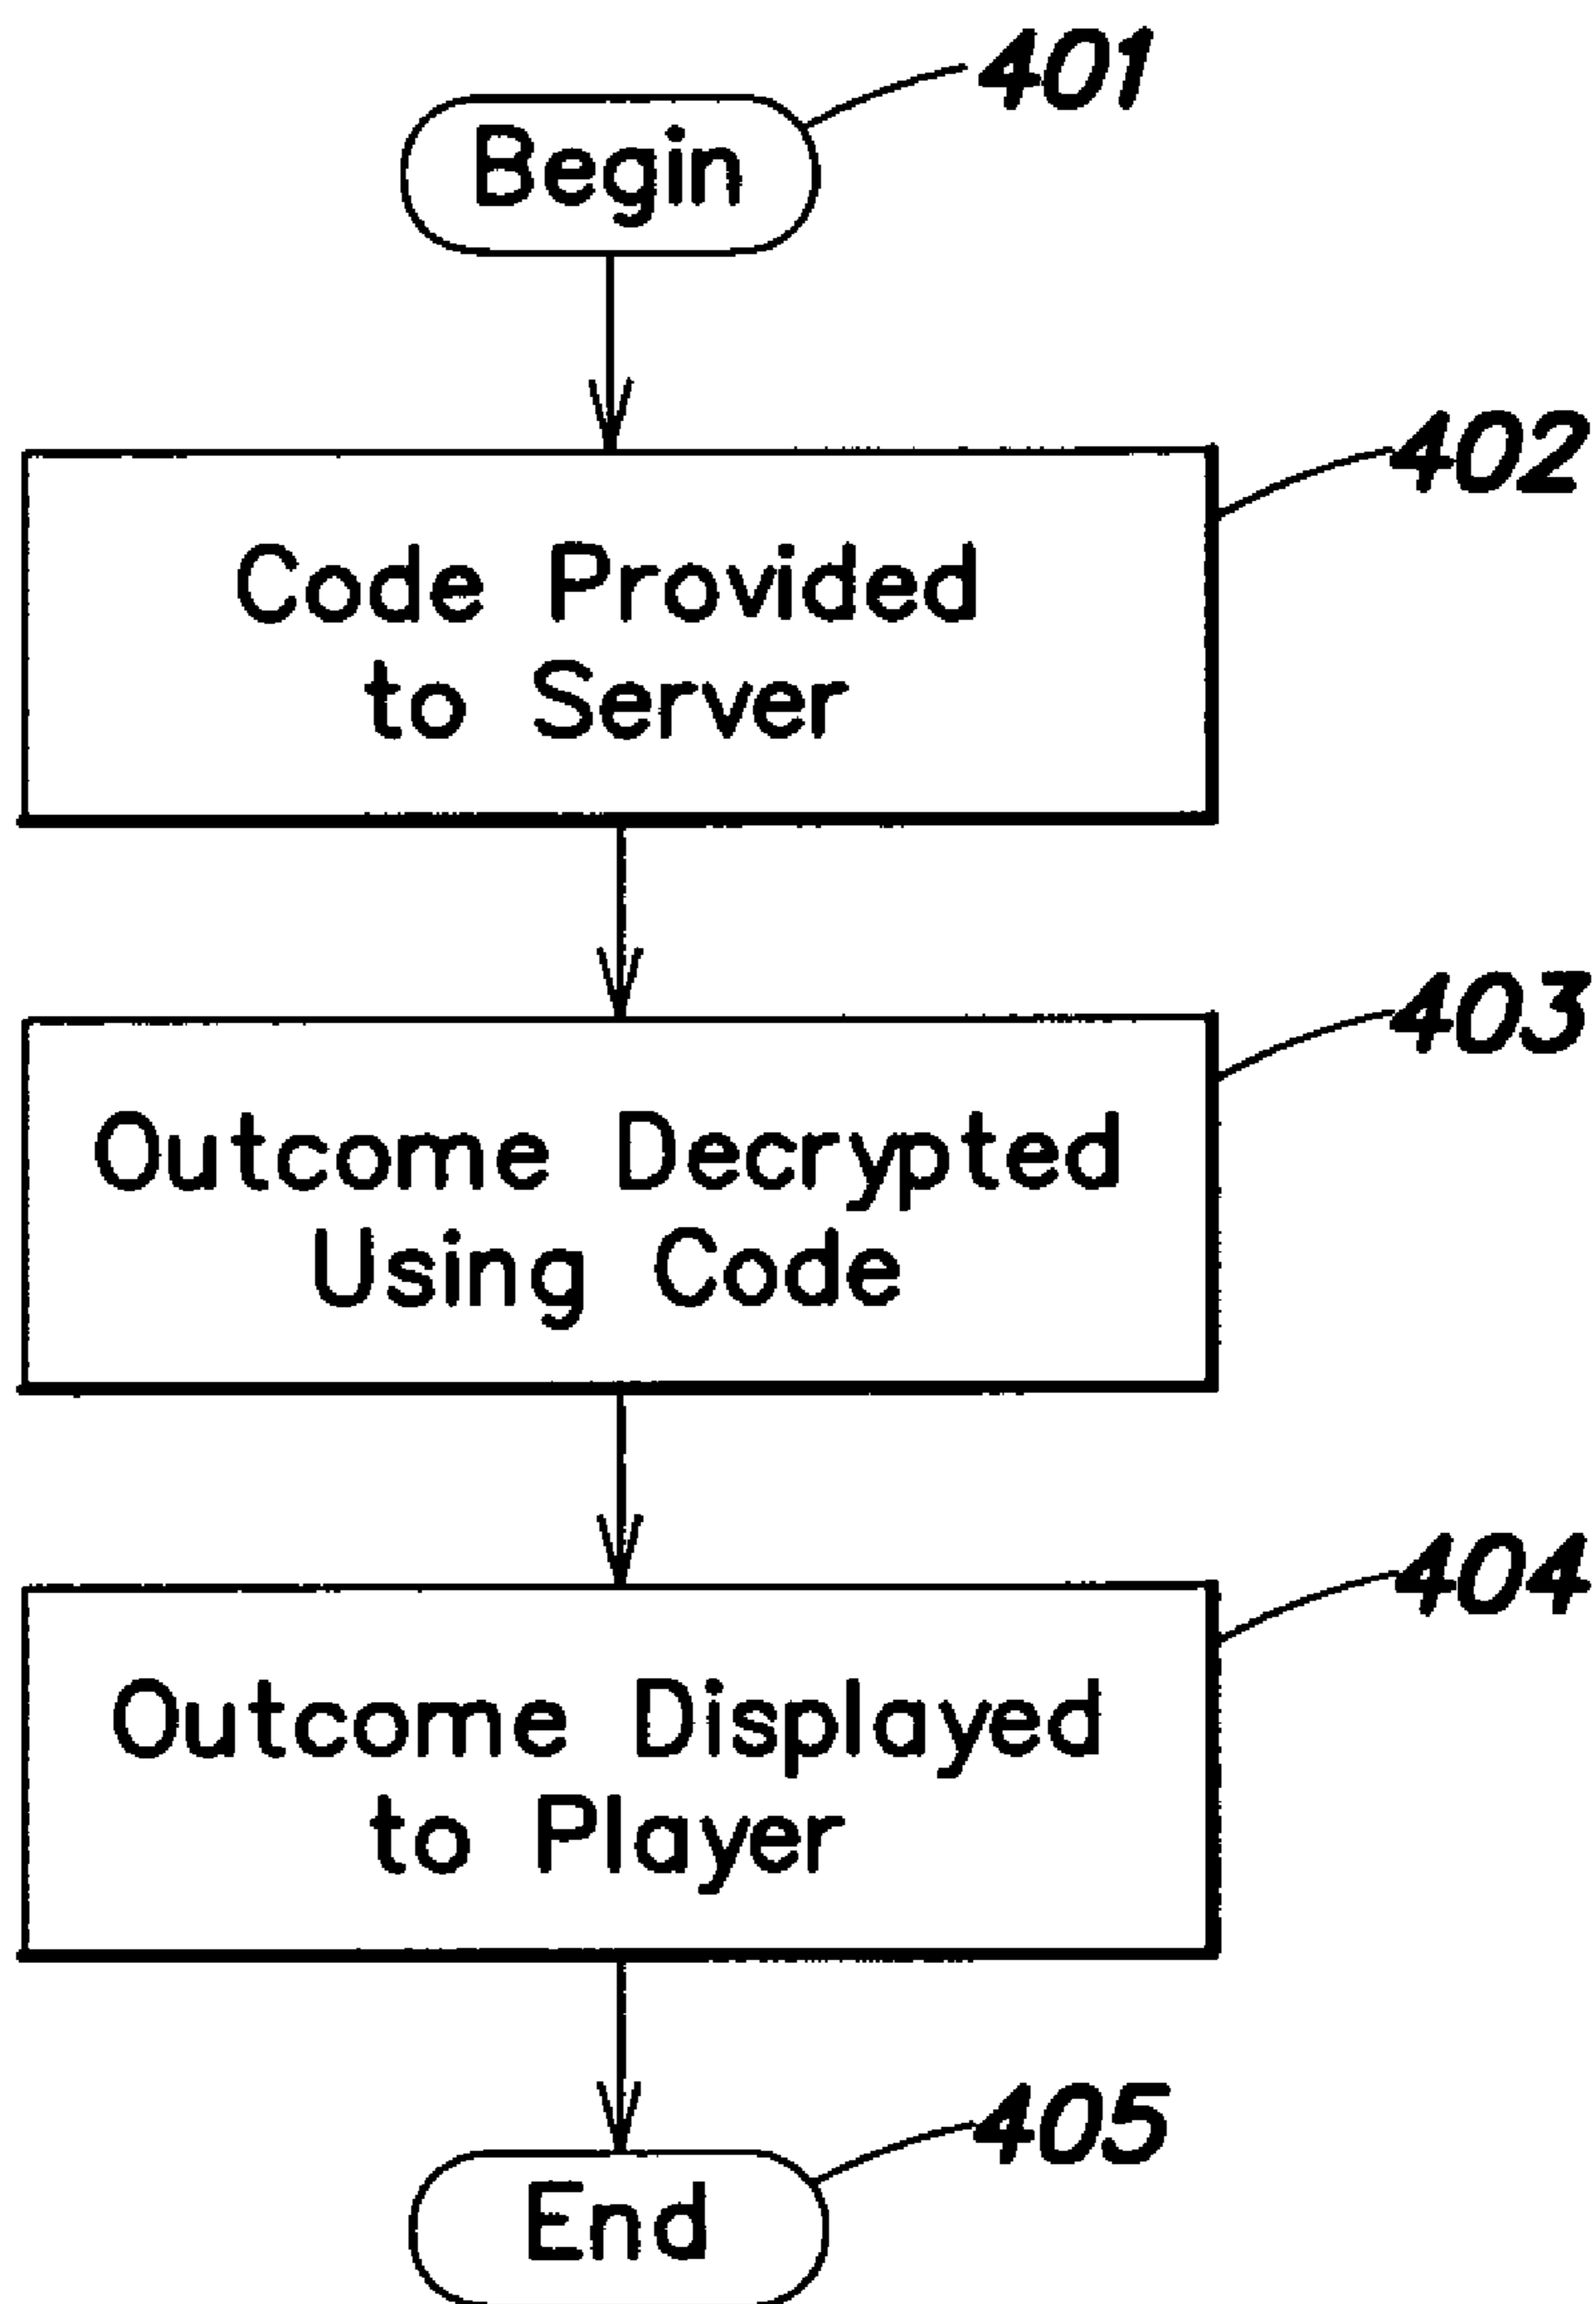 401
Begin
402
Code Provided
to Server
403
Outcome Decrypted
Using Code
404
Outcome Displayed
to Player
405
End